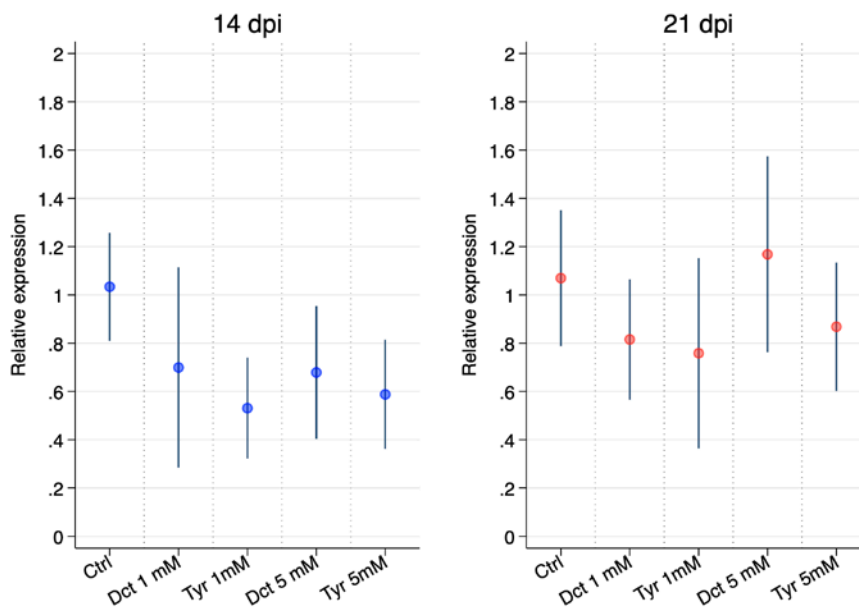 14 dpi
2
1.8
1.6
1.4
1.2
1
.8
.6
.4
.2
0
Relative expression
Ctrl
Dct 1 mM
Tyr 1mM
Dct 5 mM
Tyr 5mM
21 dpi
2
1.8
1.6
1.4
1.2
1
.8
.6
.4
.2
0
Relative expression
Ctrl
Dct 1 mM
Tyr 1mM
Dct 5 mM
Tyr 5mM